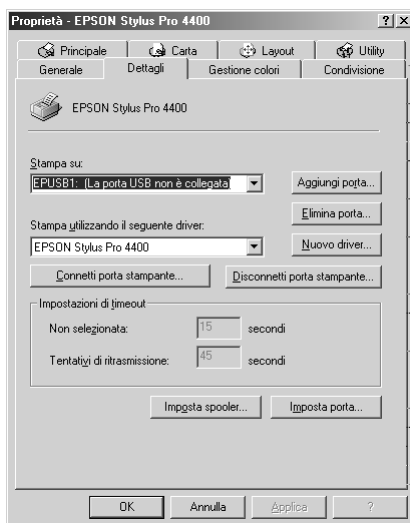 Proprietà - EPSON Stylus Pro 4400
Principale Carta Layout Utility
Generale Dettagli Gestione colori Condivisione
EPSON Stylus Pro 4400
Stampa su:
EPUSB1: (La porta USB non è collegata)
Aggiungi porta...
Elimina porta...
Stampa utilizzando il seguente driver:
EPSON Stylus Pro 4400
Nuovo driver...
Connetti porta stampante... Disconnetti porta stampante...
Impostazioni di timeout
Non selezionata: 15 secondi
Tentativi di ritrasmissione: 45 secondi
Imposta spooler... Imposta porta...
OK Annulla Applica ?